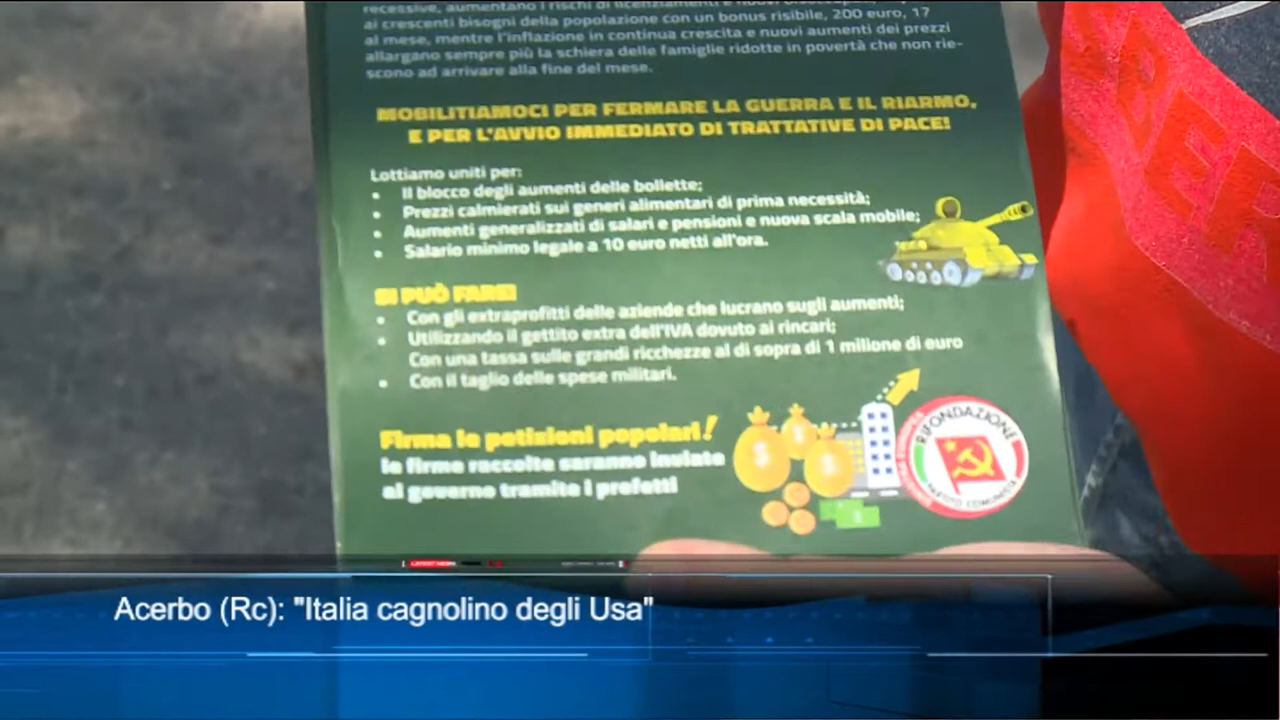 recessive, aumentano i rischi di licenziamenti e nuovi
ai crescenti bisogni della popolazione con un bonus risibile, 200 euro, 17
al mese, mentre l'inflazione in continua crescita e nuovi aumenti dei prezzi
allargano sempre più la schiera delle famiglie ridotte in povertà che non rie-
scono ad arrivare alla fine del mese.
MOBILITIAMOCI PER FERMARE LA GUERRA E IL RIARMO,
E PER L'AVVIO IMMEDIATO DI TRATTATIVE DI PACE!
Lottiamo uniti per:
• Il blocco degli aumenti delle bollette;
• Prezzi calmierati sui generi alimentari di prima necessità;
• Aumenti generalizzati di salari e pensioni e nuova scala mobile;
• Salario minimo legale a 10 euro netti all'ora.
SI PUÒ FARE!
• Con gli extraprofitti delle aziende che lucrano sugli aumenti;
• Utilizzando il gettito extra dell'IVA dovuto ai rincari;
Con una tassa sulle grandi ricchezze al di sopra di 1 milione di euro
• Con il taglio delle spese militari.
Firma le petizioni popolari!
le firme raccolte saranno inviate
al governo tramite i prefetti
RIFONDAZIONE
PARTITO COMUNISTA
BER
LATEST NEWS
Acerbo (Rc): "Italia cagnolino degli Usa"